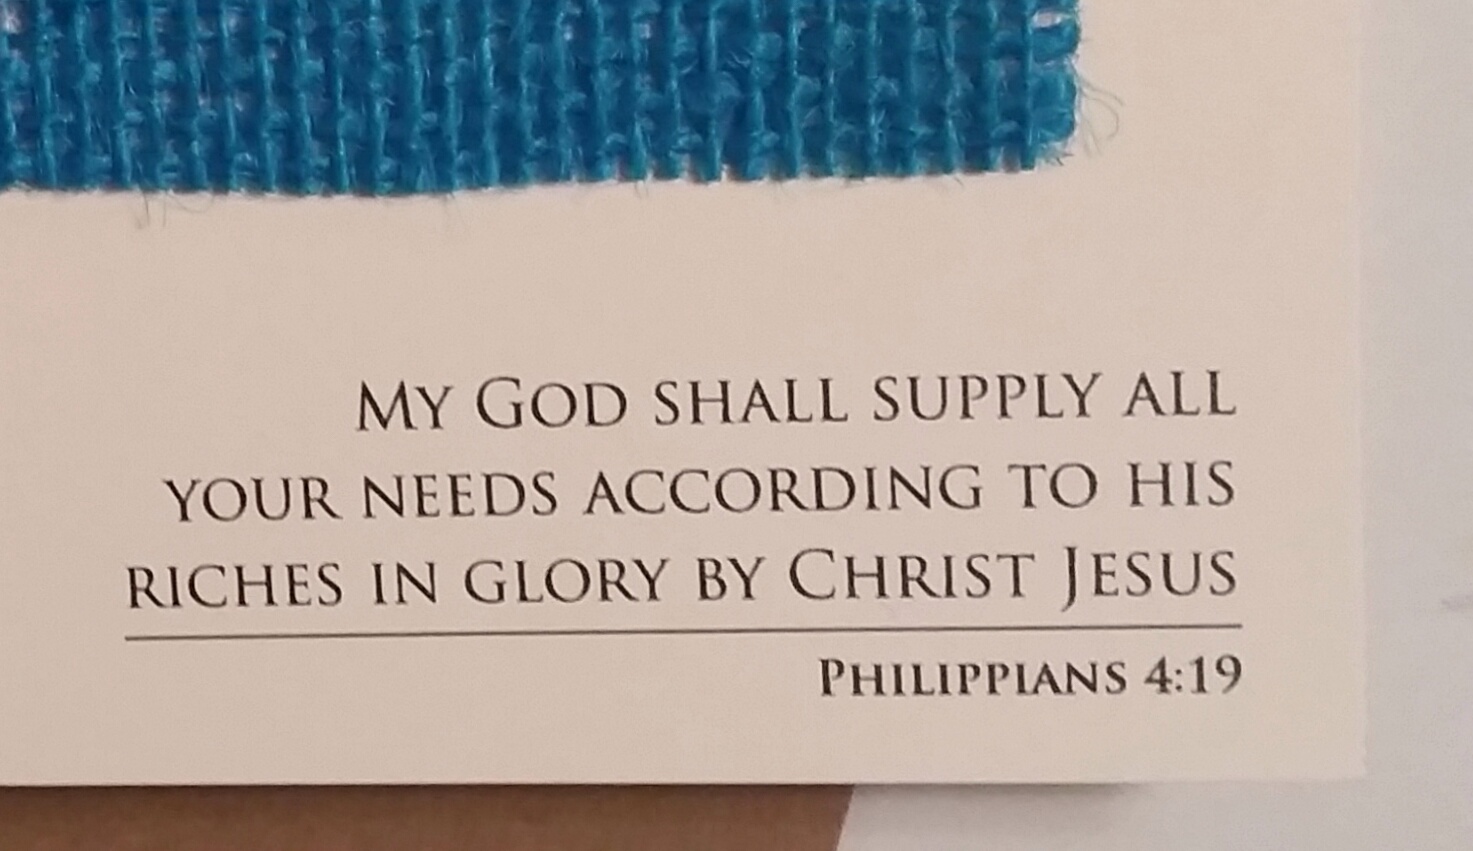 My God shall supply all
your needs according to his
riches in glory by Christ Jesus
Philippians 4:19